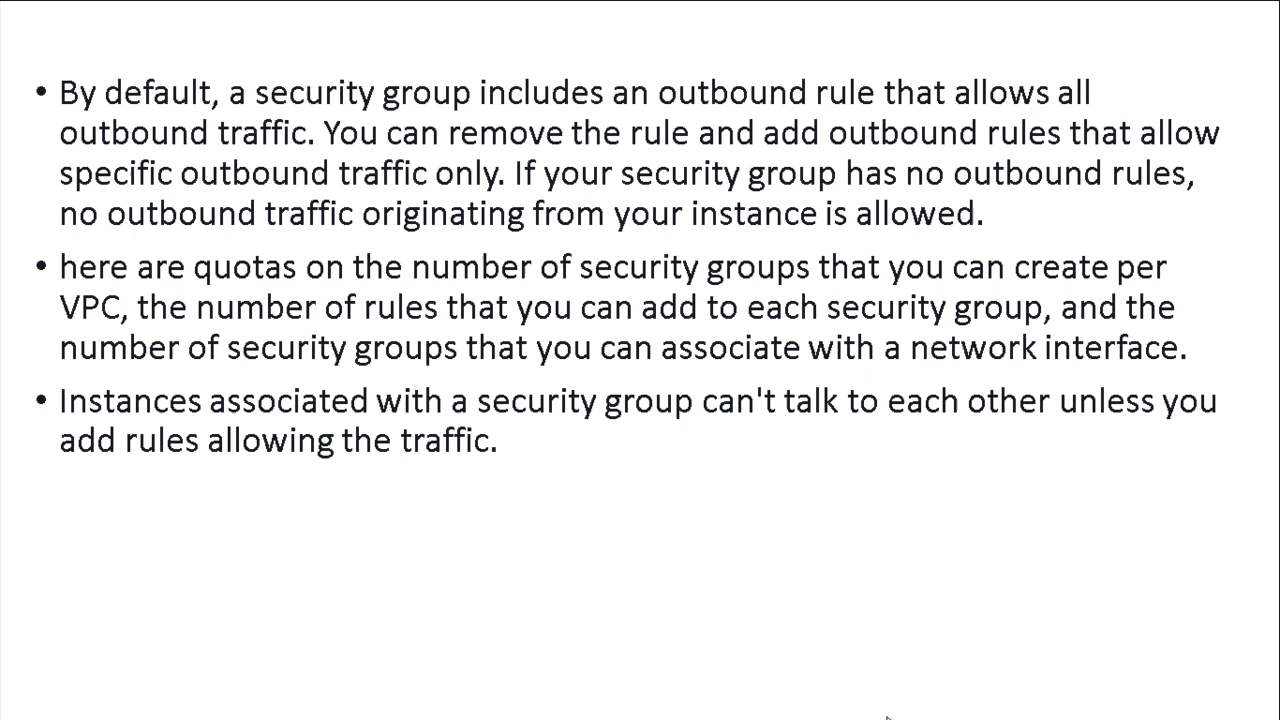 • By default, a security group includes an outbound rule that allows all
outbound traffic. You can remove the rule and add outbound rules that allow
specific outbound traffic only. If your security group has no outbound rules,
no outbound traffic originating from your instance is allowed.
• here are quotas on the number of security groups that you can create per
VPC, the number of rules that you can add to each security group, and the
number of security groups that you can associate with a network interface.
• Instances associated with a security group can't talk to each other unless you
add rules allowing the traffic.